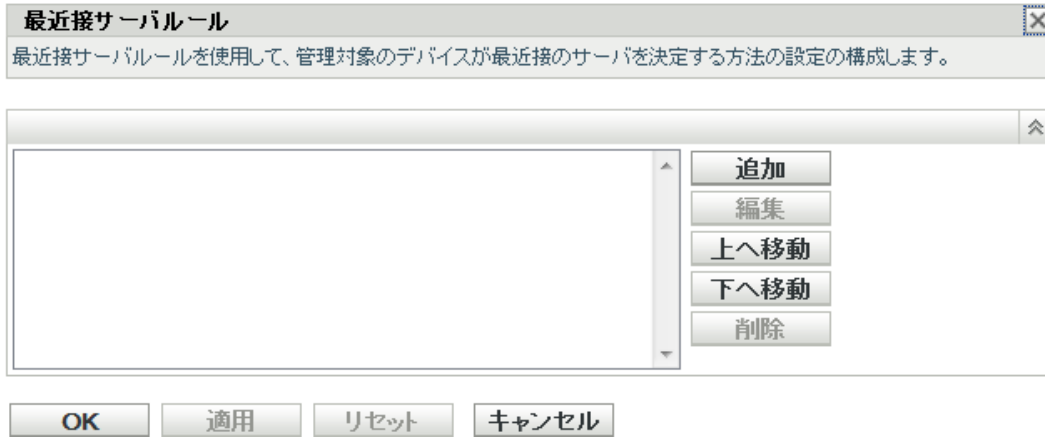 最近接サーバルール
最近接サーバルールを使用して、管理対象のデバイスが最近接のサーバを決定する方法の設定の構成します。
追加
編集
上へ移動
下へ移動
削除
OK 適用 リセット キャンセル